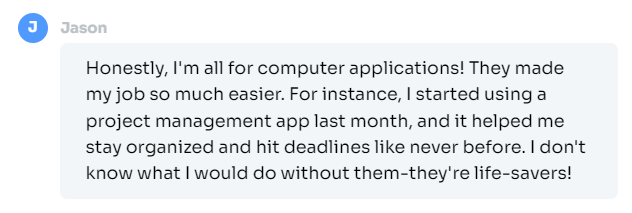 J
Jason
Honestly, I'm all for computer applications! They made
my job so much easier. For instance, I started using a
project management app last month, and it helped me
stay organized and hit deadlines like never before. I don't
know what I would do without them-they're life-savers!